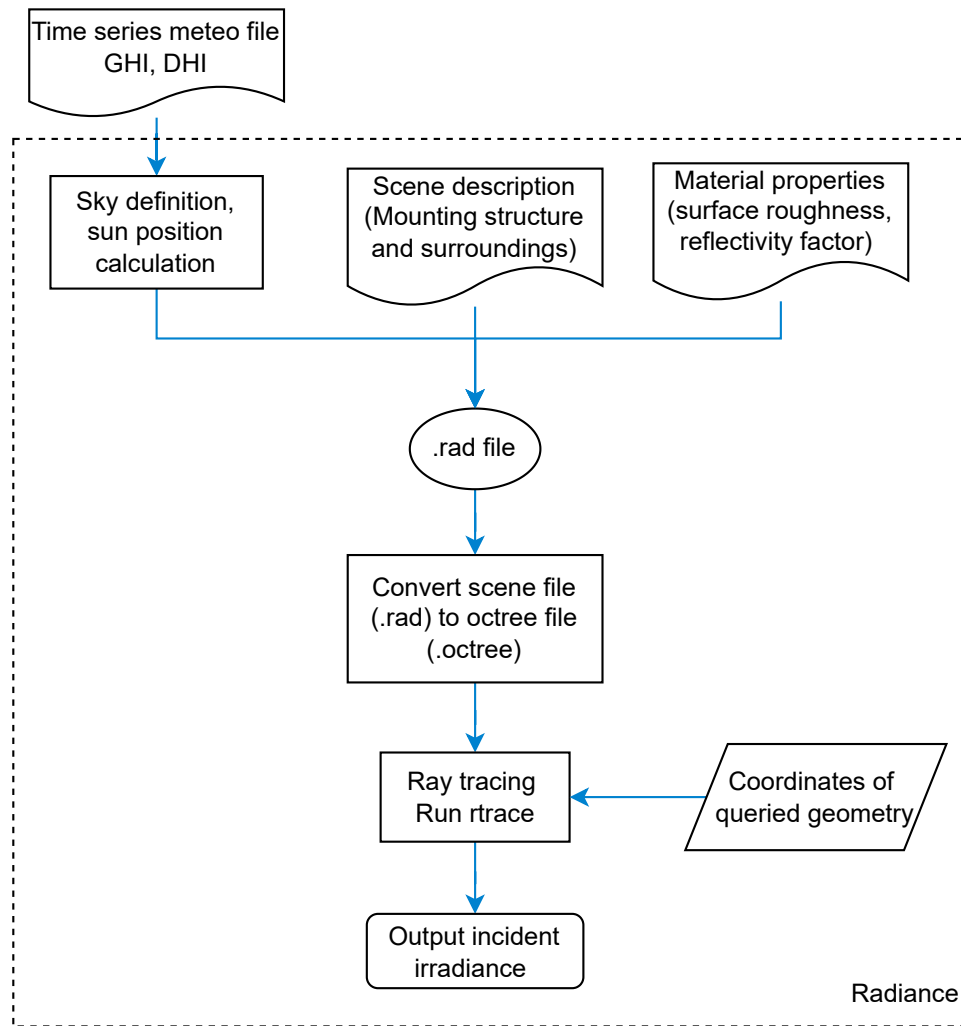 Time series meteo file
GHI, DHI
Sky definition,
sun position
calculation
Scene description
(Mounting structure
and surroundings)
Material properties
(surface roughness,
reflectivity factor)
.rad file
Convert scene file
(.rad) to octree file
(.octree)
Ray tracing
Run rtrace
Coordinates of
queried geometry
Output incident
irradiance
Radiance